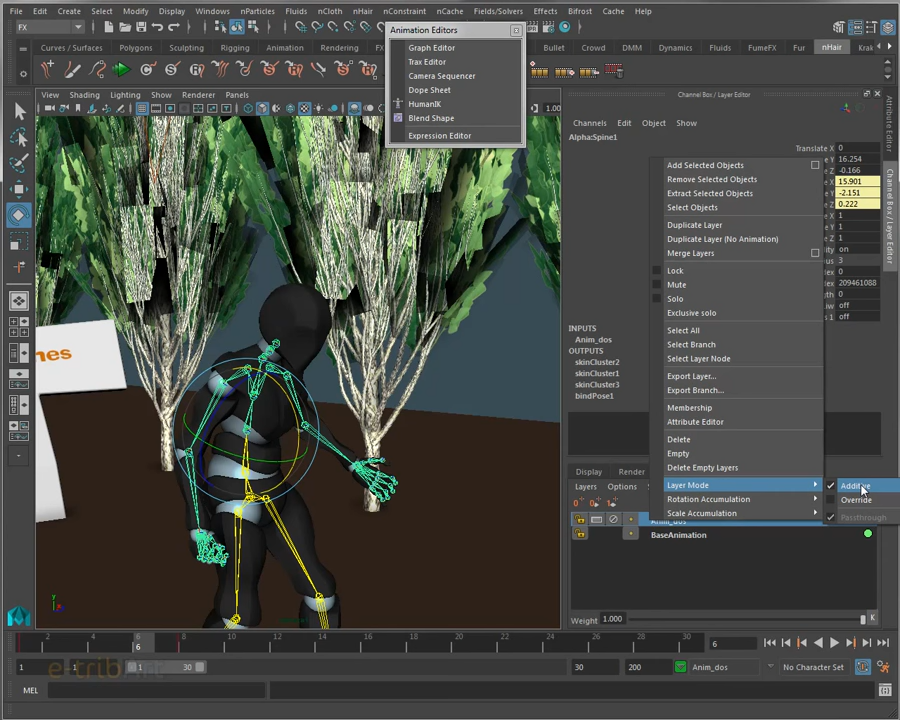 File Edit Create Select Modify Display Windows nParticles Fluids nCloth nHair nConstraint nCache Fields/Solvers Effects Bifrost Cache Help
FX
Animation Editors
Graph Editor
Trax Editor
Camera Sequencer
Dope Sheet
HumanIK
Blend Shape
Expression Editor
Curves / Surfaces Polygons Sculpting Rigging Animation Rendering Bullet Crowd DMM Dynamics Fluids FumeFX Fur nHair Krak
View Shading Lighting Show Renderer Panels
1.00
Channel Box / Layer Editor
Channels Edit Object Show
Alpha:Spine1
Translate X 0
16.254
-0.166
15.901
-2.151
0.222
1
1
1
on
3
0
209461088
0
off
off
INPUTS
Anim_dos
OUTPUTS
skinCluster2
skinCluster1
skinCluster3
bindPose1
Add Selected Objects
Remove Selected Objects
Extract Selected Objects
Select Objects
Duplicate Layer
Duplicate Layer (No Animation)
Merge Layers
Lock
Mute
Solo
Exclusive solo
Select All
Select Branch
Select Layer Node
Export Layer...
Export Branch...
Membership
Attribute Editor
Delete
Empty
Delete Empty Layers
Layer Mode
Rotation Accumulation
Scale Accumulation
Additive
Override
Passthrough
Attribute Editor
Channel Box / Layer Editor
Display Render
Layers Options
Anim_dos
BaseAnimation
Weight 1.000 K
nes
y
2 4 6 8 10 12 14 16 18 20 22 24 26 28 30
6
6
1 1 1 30 30 200 Anim_dos No Character Set
e-tribart
MEL